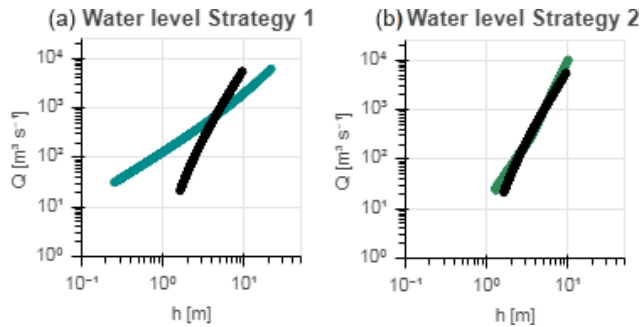 (a) Water level Strategy 1
(b) Water level Strategy 2
Q [m³ s⁻¹]
10⁴
10³
10²
10¹
10⁰
10⁻¹
10⁰
10¹
h [m]
Q [m³ s⁻¹]
10⁴
10³
10²
10¹
10⁰
10⁻¹
10⁰
10¹
h [m]